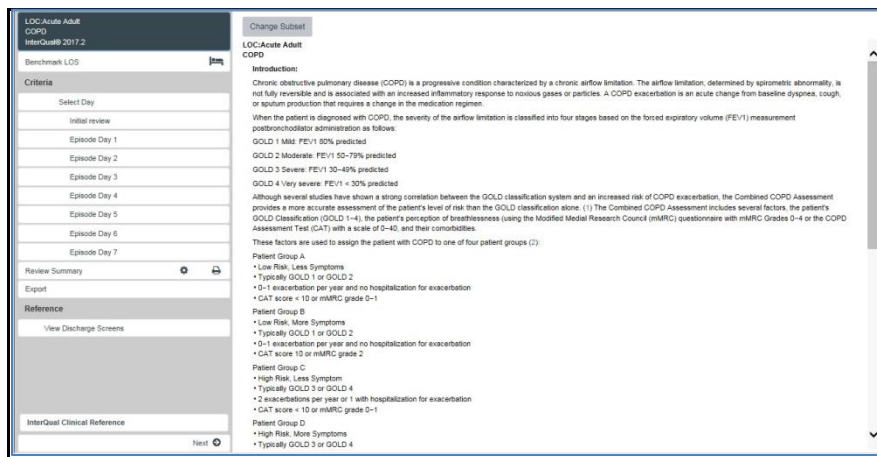 LOC:Acute Adult
COPD
InterQual® 2017.2
Benchmark LOS
Criteria
Select Day
Initial review
Episode Day 1
Episode Day 2
Episode Day 3
Episode Day 4
Episode Day 5
Episode Day 6
Episode Day 7
Review Summary
Export
Reference
View Discharge Screens
InterQual Clinical Reference
Next
Change Subset
LOC:Acute Adult
COPD
Introduction:
Chronic obstructive pulmonary disease (COPD) is a progressive condition characterized by a chronic airflow limitation. The airflow limitation, determined by spirometric abnormality, is
not fully reversible and is associated with an increased inflammatory response to noxious gases or particles. A COPD exacerbation is an acute change from baseline dyspnea, cough,
or sputum production that requires a change in the medication regimen.
When the patient is diagnosed with COPD, the severity of the airflow limitation is classified into four stages based on the forced expiratory volume (FEV1) measurement
postbronchodilator administration as follows:
GOLD 1 Mild: FEV1 80% predicted
GOLD 2 Moderate: FEV1 50–79% predicted
GOLD 3 Severe: FEV1 30–49% predicted
GOLD 4 Very severe: FEV1 < 30% predicted
Although several studies have shown a strong correlation between the GOLD classification system and an increased risk of COPD exacerbation, the Combined COPD Assessment
provides a more accurate assessment of the patient's level of risk than the GOLD classification alone. (1) The Combined COPD Assessment includes several factors, the patient's
GOLD Classification (GOLD 1–4), the patient's perception of breathlessness (using the Modified Medial Research Council (mMRC) questionnaire with mMRC Grades 0–4 or the COPD
Assessment Test (CAT) with a scale of 0–40, and their comorbidities.
These factors are used to assign the patient with COPD to one of four patient groups (2):
Patient Group A
• Low Risk, Less Symptoms
• Typically GOLD 1 or GOLD 2
• 0–1 exacerbation per year and no hospitalization for exacerbation
• CAT score < 10 or mMRC grade 0–1
Patient Group B
• Low Risk, More Symptoms
• Typically GOLD 1 or GOLD 2
• 0–1 exacerbation per year and no hospitalization for exacerbation
• CAT score 10 or mMRC grade 2
Patient Group C
• High Risk, Less Symptom
• Typically GOLD 3 or GOLD 4
• 2 exacerbations per year or 1 with hospitalization for exacerbation
• CAT score < 10 or mMRC grade 0–1
Patient Group D
• High Risk, More Symptoms
• Typically GOLD 3 or GOLD 4